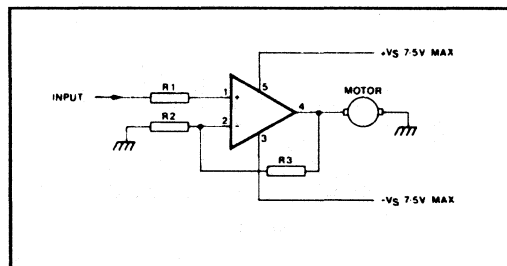 +VS 7·5V MAX
5
MOTOR
R1
4
INPUT
1
+
R2
2
-
3
R3
-VS 7·5V MAX